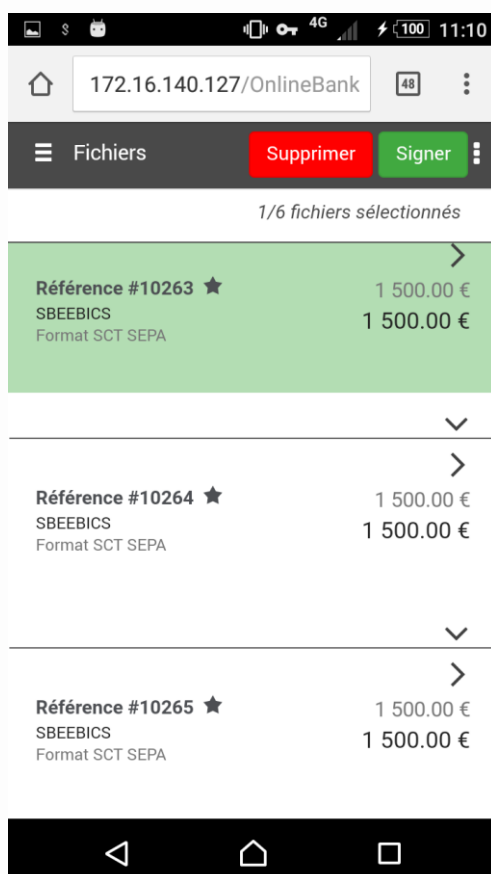 4G 100 11:10
172.16.140.127/OnlineBank 48
Fichiers Supprimer Signer
1/6 fichiers sélectionnés
Référence #10263 1 500.00 €
SBEEBICS 1 500.00 €
Format SCT SEPA
Référence #10264 1 500.00 €
SBEEBICS 1 500.00 €
Format SCT SEPA
Référence #10265 1 500.00 €
SBEEBICS 1 500.00 €
Format SCT SEPA